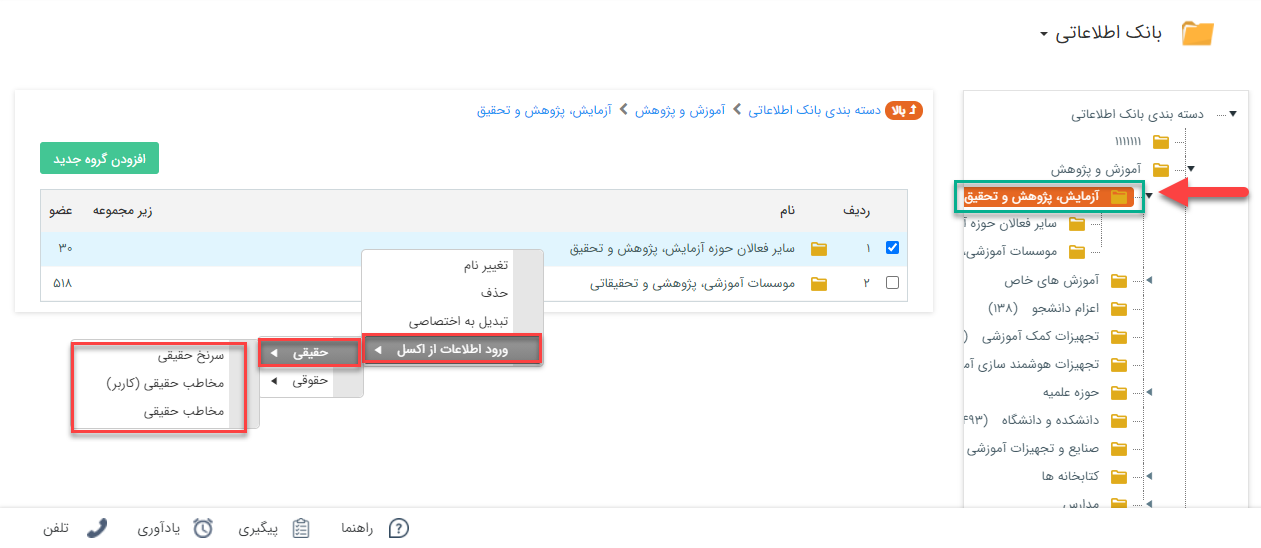 بانک اطلاعاتی
دسته بندی بانک اطلاعاتی
۱۱۱۱۱۱۱
آموزش و پژوهش
آزمایش، پژوهش و تحقیق
سایر فعالان حوزه آ
موسسات آموزشی،
آموزش های خاص
اعزام دانشجو (۱۳۸)
تجهیزات کمک آموزشی (
تجهیزات هوشمند سازی آم
حوزه علمیه
دانشکده و دانشگاه (۴۹۳
صنایع و تجهیزات آموزشی
کتابخانه ها
مدارس
بالا دسته بندی بانک اطلاعاتی آموزش و پژوهش آزمایش، پژوهش و تحقیق
افزودن گروه جدید
ردیف نام زیر مجموعه عضو
۱ سایر فعالان حوزه آزمایش، پژوهش و تحقیق ۳۰
۲ موسسات آموزشی، پژوهشی و تحقیقاتی ۵۱۸
تغییر نام
حذف
تبدیل به اختصاصی
ورود اطلاعات از اکسل
حقیقی
حقوقی
سرنخ حقیقی
مخاطب حقیقی (کاربر)
مخاطب حقیقی
راهنما پیگیری یادآوری تلفن